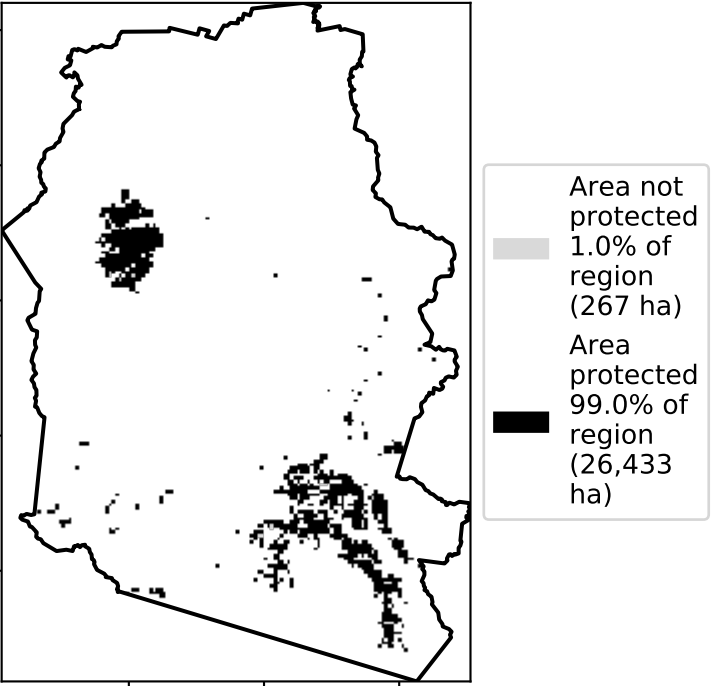 Area not
protected
1.0% of
region
(267 ha)
Area
protected
99.0% of
region
(26,433
ha)